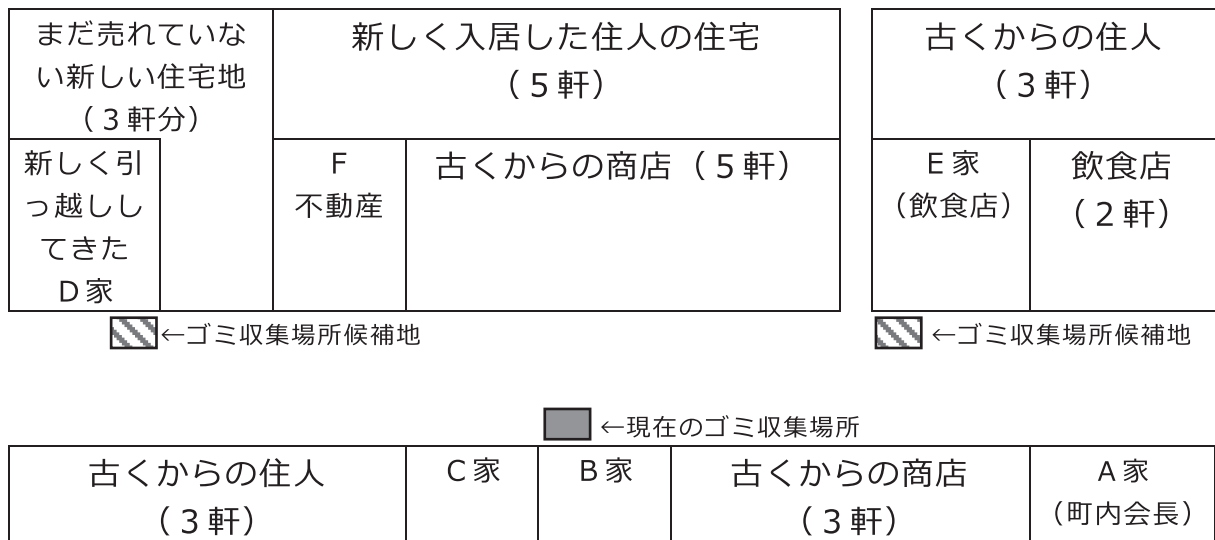 まだ売れていな
い新しい住宅地
（３軒分）
新しく入居した住人の住宅
（５軒）
古くからの住人
（３軒）
新しく引
っ越しし
てきた
Ｄ家
Ｆ
不動産
古くからの商店（５軒）
Ｅ家
（飲食店）
飲食店
（２軒）
←ゴミ収集場所候補地
←ゴミ収集場所候補地
←現在のゴミ収集場所
古くからの住人
（３軒）
Ｃ家
Ｂ家
古くからの商店
（３軒）
Ａ家
（町内会長）